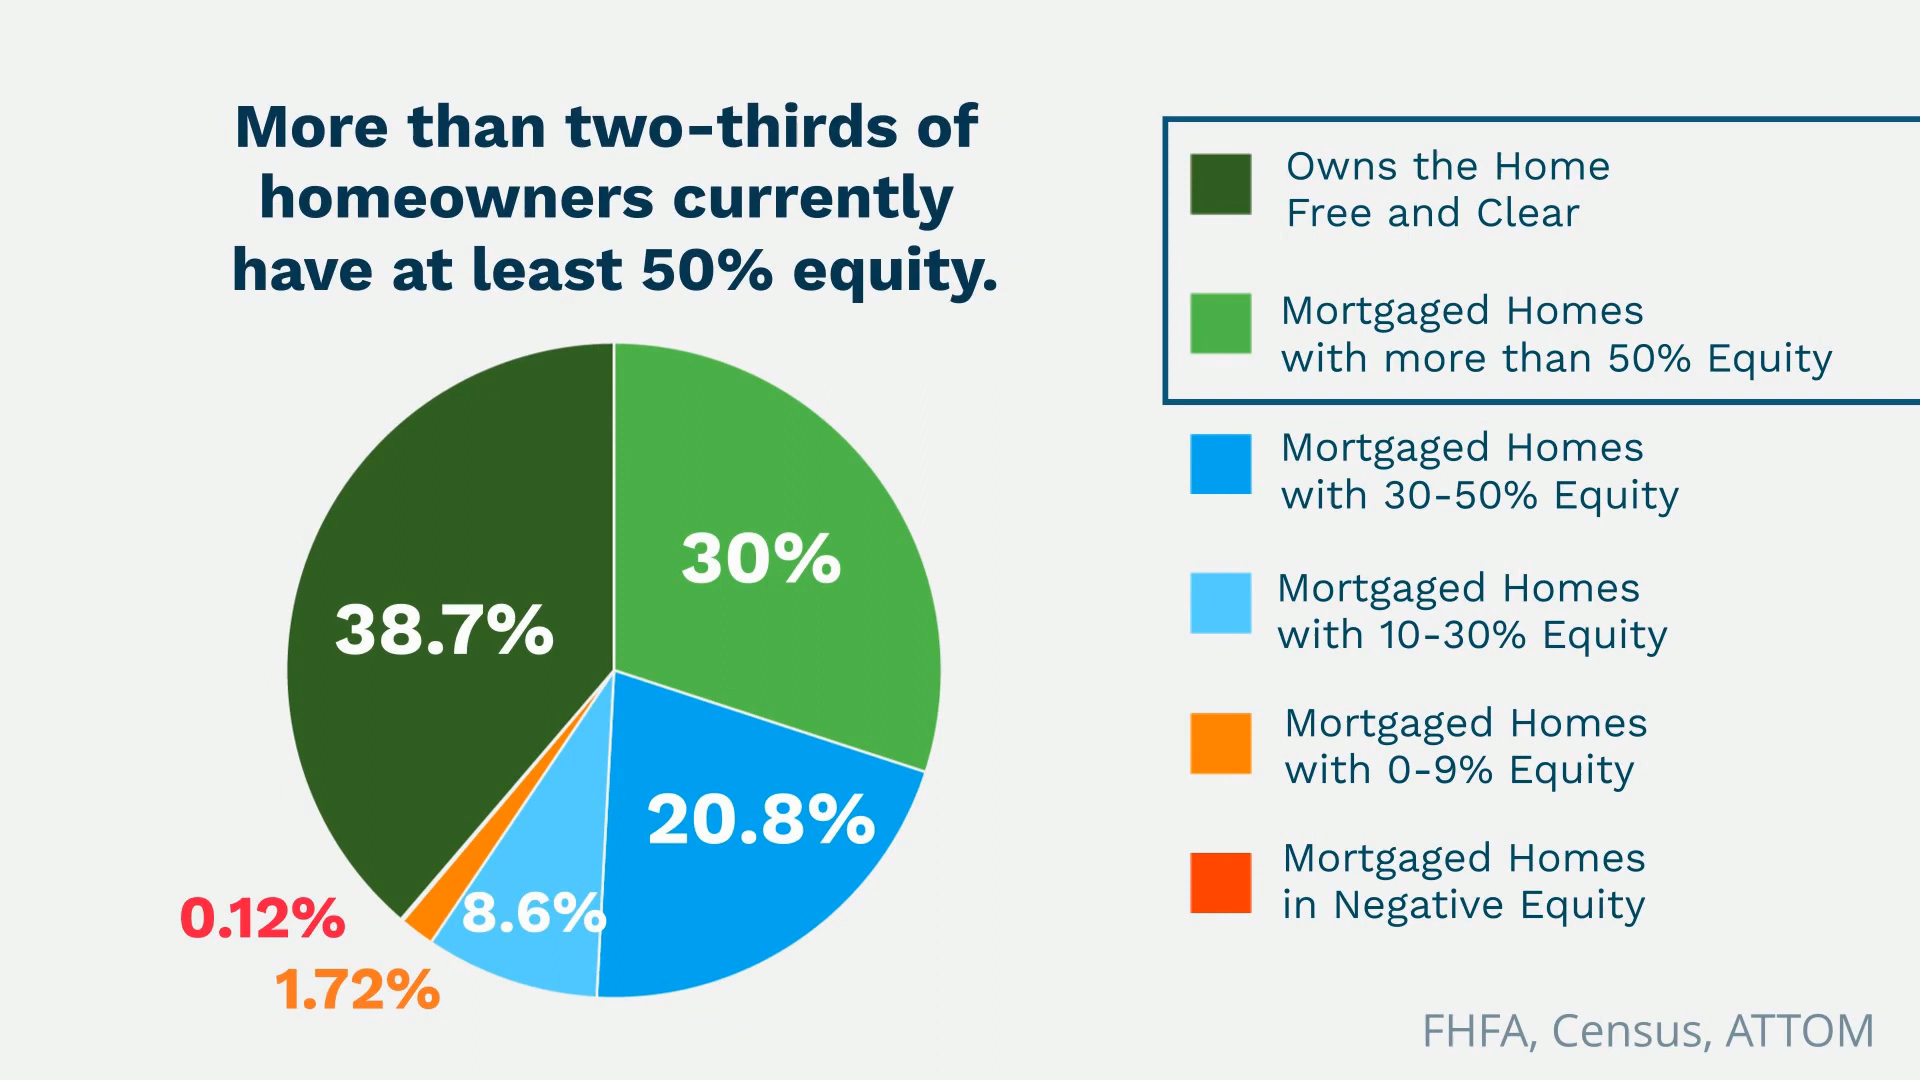 More than two-thirds of
homeowners currently
have at least 50% equity.
30%
38.7%
20.8%
8.6%
0.12%
1.72%
Owns the Home
Free and Clear
Mortgaged Homes
with more than 50% Equity
Mortgaged Homes
with 30-50% Equity
Mortgaged Homes
with 10-30% Equity
Mortgaged Homes
with 0-9% Equity
Mortgaged Homes
in Negative Equity
FHFA, Census, ATTOM